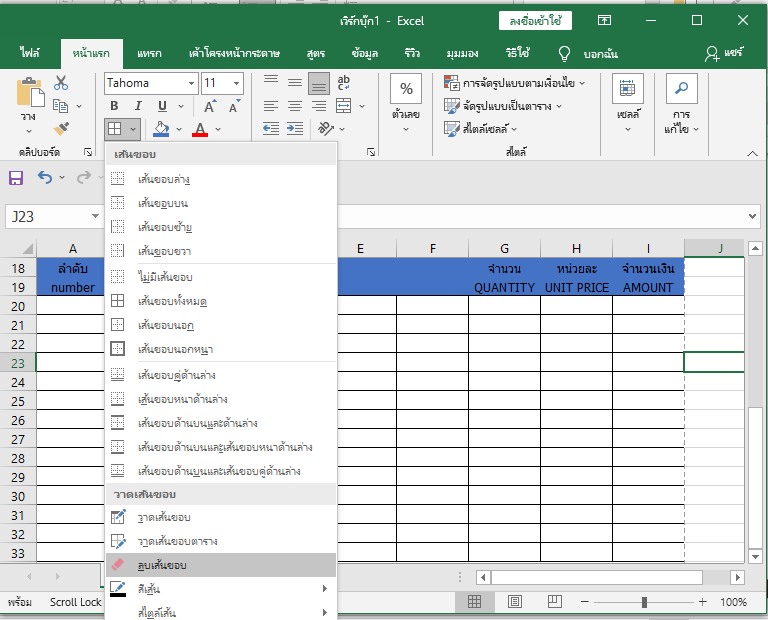 เวิร์กบุ๊ก1 - Excel
ลงชื่อเข้าใช้
ไฟล์ หน้าแรก แทรก เค้าโครงหน้ากระดาษ สูตร ข้อมูล รีวิว มุมมอง วิธีใช้ บอกฉัน แชร์
วาง
คลิปบอร์ด
Tahoma 11
B I U A A
A
ab
%
ตัวเลข
การจัดรูปแบบตามเงื่อนไข
จัดรูปแบบเป็นตาราง
สไตล์เซลล์
สไตล์
เซลล์
การ
แก้ไข
J23
A E F G H I J
18 ลำดับ จำนวน หน่วยละ จำนวนเงิน
19 number QUANTITY UNIT PRICE AMOUNT
20
21
22
23
24
25
26
27
28
29
30
31
32
33
เส้นขอบ
เส้นขอบล่าง
เส้นขอบบน
เส้นขอบซ้าย
เส้นขอบขวา
ไม่มีเส้นขอบ
เส้นขอบทั้งหมด
เส้นขอบนอก
เส้นขอบนอกหนา
เส้นขอบคู่ด้านล่าง
เส้นขอบหนาด้านล่าง
เส้นขอบด้านบนและด้านล่าง
เส้นขอบด้านบนและเส้นขอบหนาด้านล่าง
เส้นขอบด้านบนและเส้นขอบคู่ด้านล่าง
วาดเส้นขอบ
วาดเส้นขอบ
วาดเส้นขอบตาราง
ลบเส้นขอบ
สีเส้น
สไตล์เส้น
พร้อม Scroll Lock 100%